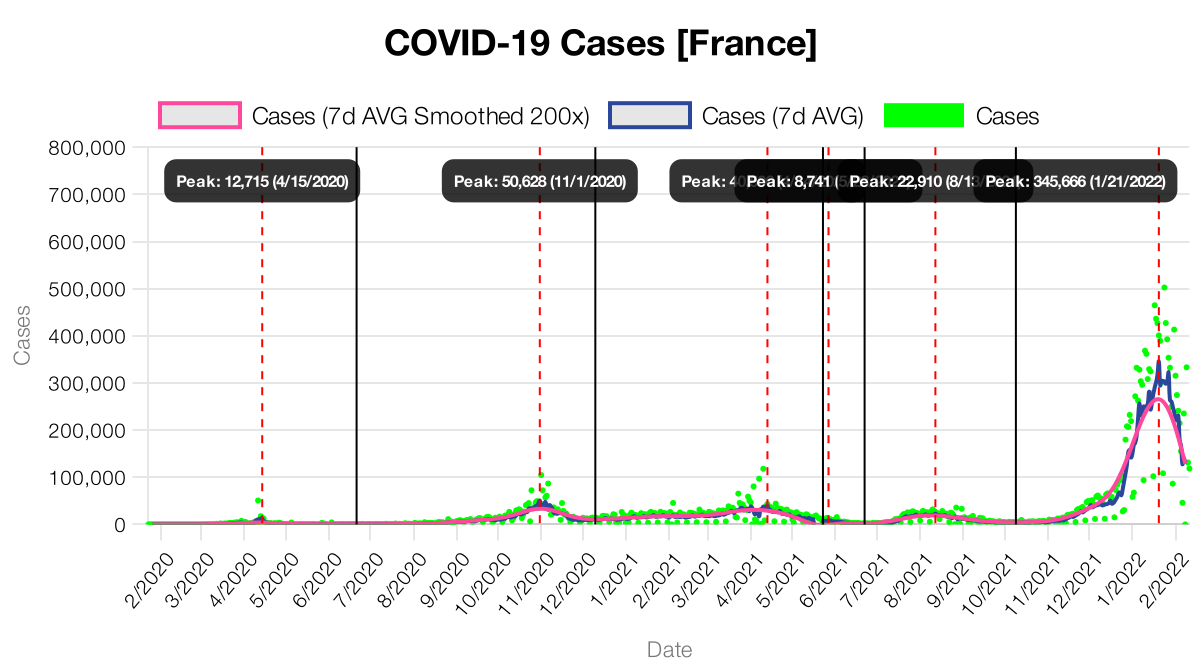 COVID-19 Cases [France]
Cases (7d AVG Smoothed 200x) Cases (7d AVG) Cases
800,000
Peak: 12,715 (4/15/2020) Peak: 50,628 (11/1/2020) Peak: Peak: 8,741 Peak: 22,910 Peak: 345,666 (1/21/2022)
700,000
600,000
500,000
400,000
300,000
200,000
100,000
0
Cases
2/2020 3/2020 4/2020 5/2020 6/2020 7/2020 8/2020 9/2020 10/2020 11/2020 12/2020 1/2021 2/2021 3/2021 4/2021 5/2021 6/2021 7/2021 8/2021 9/2021 10/2021 11/2021 12/2021 1/2022 2/2022
Date